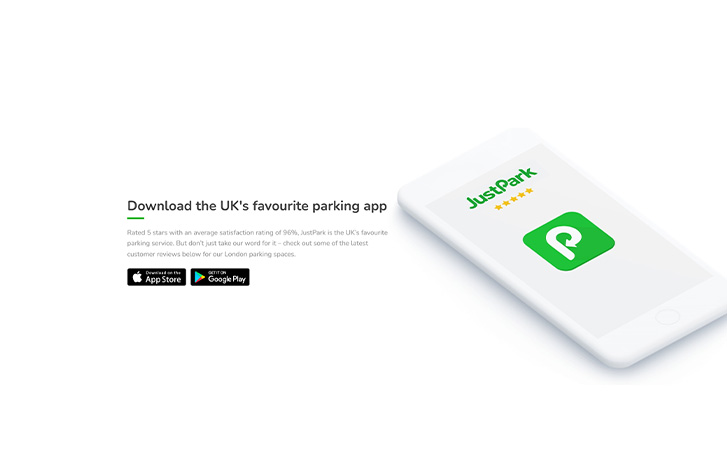 Download the UK's favourite parking app
Rated 5 stars with an average satisfaction rating of 96%, JustPark is the UK's favourite
parking service. But don't just take our word for it – check out some of the latest
customer reviews below for our London parking spaces.
Download on the
App Store
GET IT ON
Google Play
JustPark